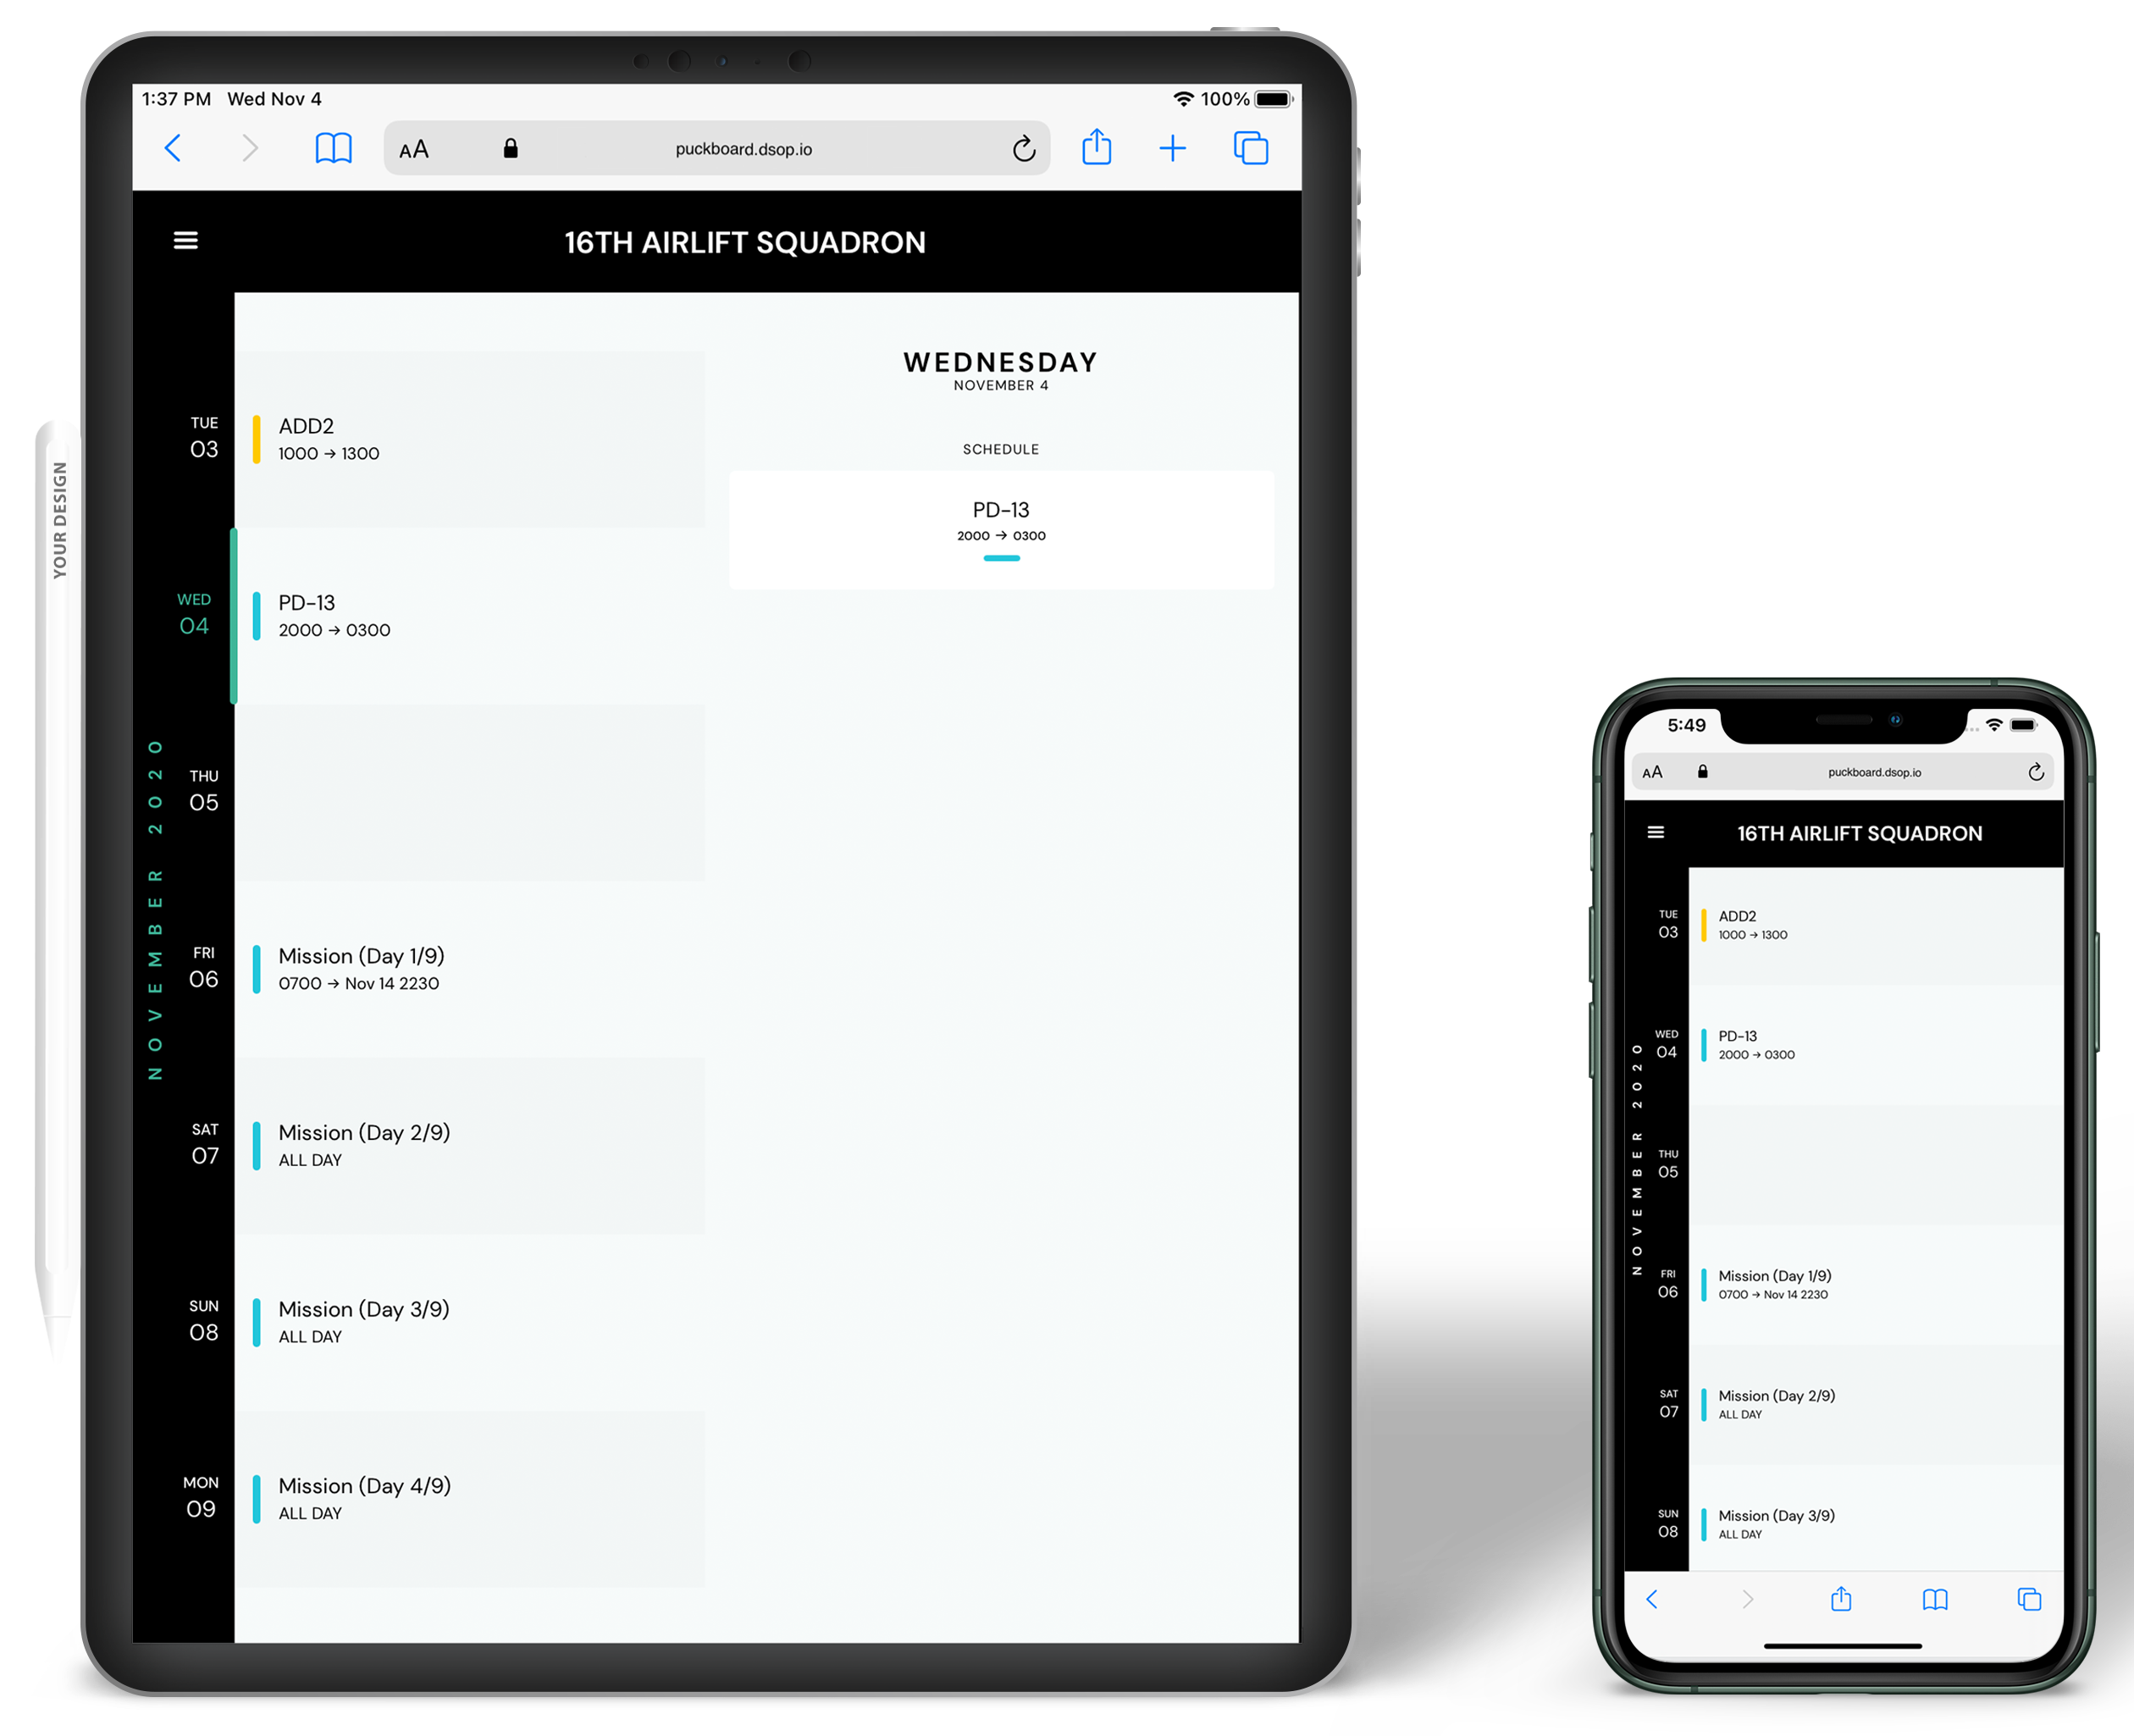 1:37 PM Wed Nov 4
100%
AA puckboard.dsop.io
16TH AIRLIFT SQUADRON
NOVEMBER 2020
TUE
03
ADD2
1000 → 1300
WED
04
PD-13
2000 → 0300
THU
05
FRI
06
Mission (Day 1/9)
0700 → Nov 14 2230
SAT
07
Mission (Day 2/9)
ALL DAY
SUN
08
Mission (Day 3/9)
ALL DAY
MON
09
Mission (Day 4/9)
ALL DAY
WEDNESDAY
NOVEMBER 4
SCHEDULE
PD-13
2000 → 0300
YOUR DESIGN
5:49
AA puckboard.dsop.io
16TH AIRLIFT SQUADRON
NOVEMBER 2020
TUE
03
ADD2
1000 → 1300
WED
04
PD-13
2000 → 0300
THU
05
FRI
06
Mission (Day 1/9)
0700 → Nov 14 2230
SAT
07
Mission (Day 2/9)
ALL DAY
SUN
08
Mission (Day 3/9)
ALL DAY